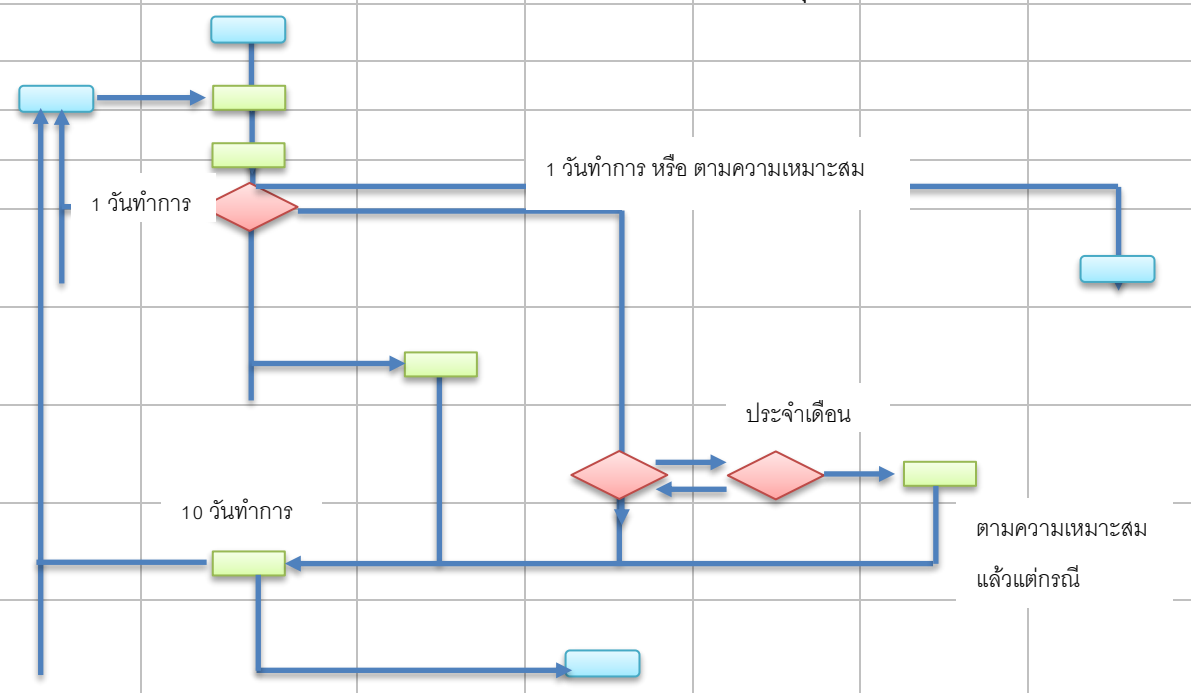 1 วันทำการ หรือ ตามความเหมาะสม
1 วันทำการ
ประจำเดือน
10 วันทำการ
ตามความเหมาะสม
แล้วแต่กรณี